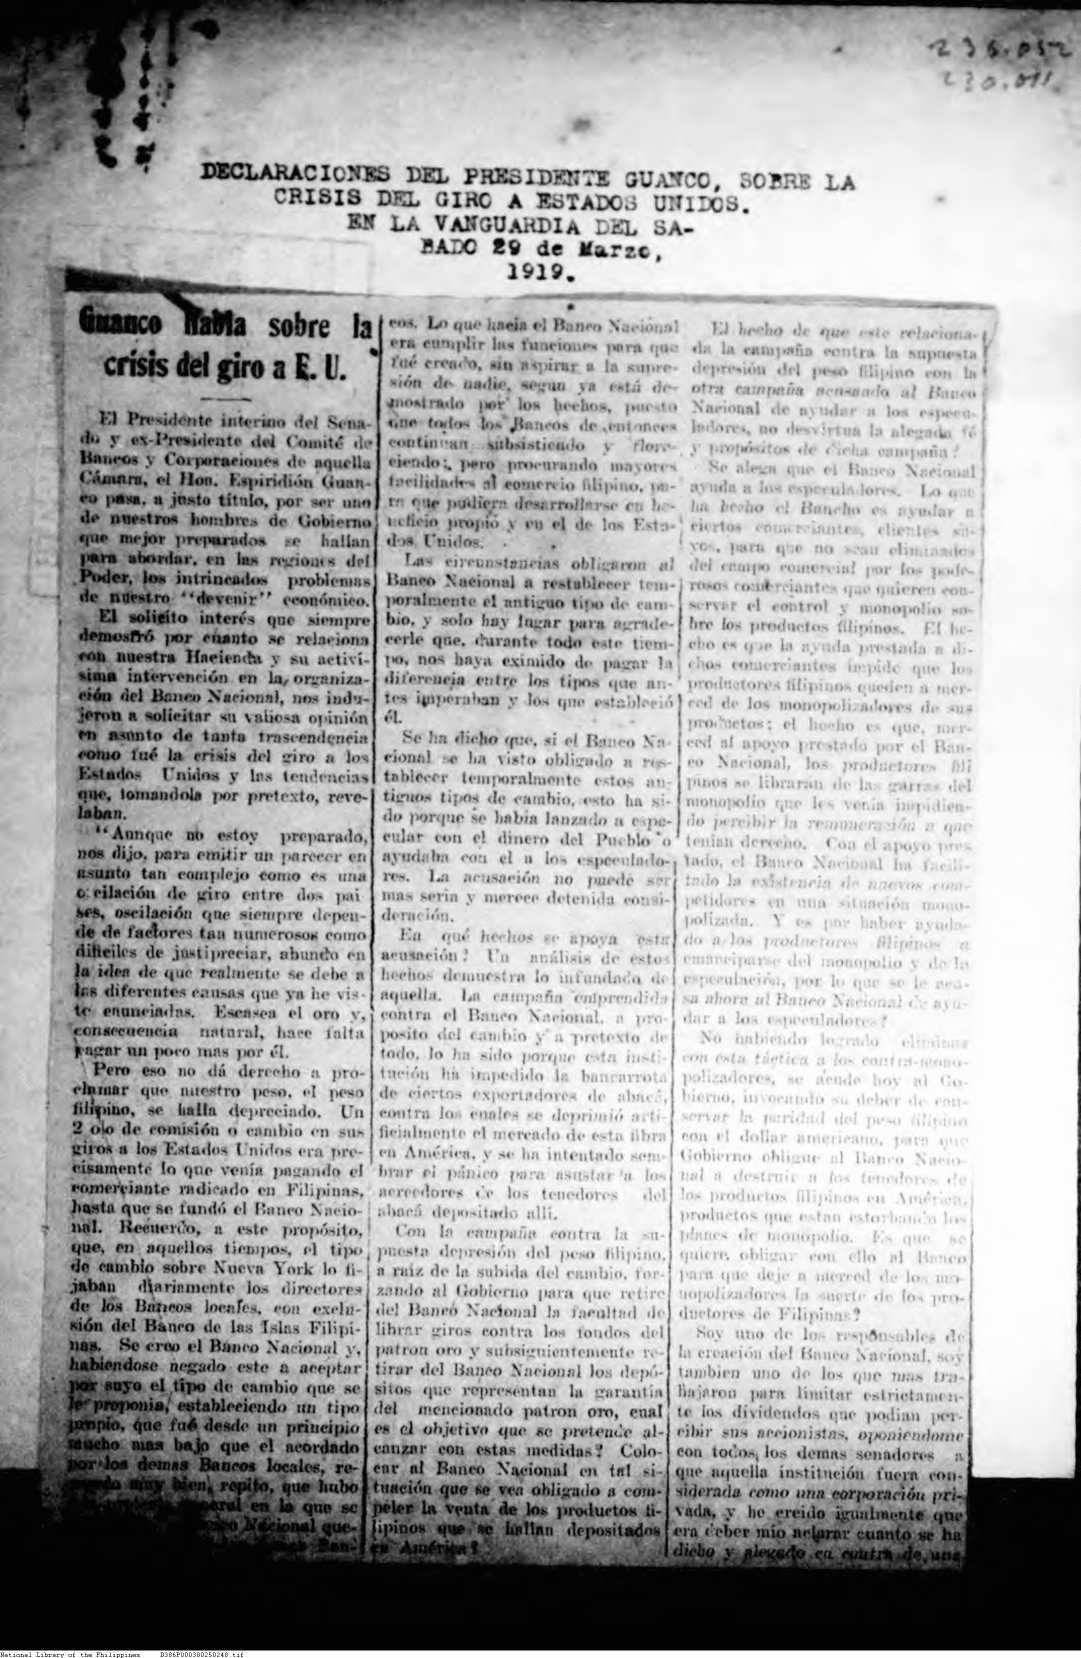 236.052
230.011
DECLARACIONES DEL PRESIDENTE GUANCO, SOBRE LA
CRISIS DEL GIRO A ESTADOS UNIDOS.
EN LA VANGUARDIA DEL SA-
BADO 29 de Marzo,
1919.
Guanco habla sobre la
crisis del giro a E. U.
El Presidente interino del Sena-
do y ex-Presidente del Comité de
Bancos y Corporaciones de aquella
Cámara, el Hon. Espiridión Guan-
co pasa, a justo título, por ser uno
de nuestros hombres de Gobierno
que mejor preparados se hallan
para abordar, en las regiones del
Poder, los intrincados problemas
de nuestro "devenir" económico.
El solícito interés que siempre
demostró por cuanto se relaciona
con nuestra Hacienda y su activí-
sima intervención en la organiza-
ción del Banco Nacional, nos indu-
jeron a solicitar su valiosa opinión
en asunto de tanta trascendencia
como fué la crisis del giro a los
Estados Unidos y las tendencias
que, tomandola por pretexto, reve-
laban.
"Aunque no estoy preparado,
nos dijo, para emitir un parecer en
asunto tan complejo como es una
oscilación de giro entre dos pai
ses, oscilación que siempre depen-
de de factores tan numerosos como
difíciles de justipreciar, abundo en
la idea de que realmente se debe a
las diferentes causas que ya he vis-
to enunciadas. Escasea el oro y,
consecuencia natural, hace falta
pagar un poco mas por él.
Pero eso no dá derecho a pro-
clamar que nuestro peso, el peso
filipino, se halla depreciado. Un
2 o|o de comisión o cambio en sus
giros a los Estados Unidos era pre-
cisamente lo que venía pagando el
comerciante radicado en Filipinas,
hasta que se fundó el Banco Nacio-
nal. Recuerdo, a este propósito,
que, en aquellos tiempos, el tipo
de cambio sobre Nueva York lo fi-
jaban diariamente los directores
de los Bancos locales, con exclu-
sión del Banco de las Islas Filipi-
nas. Se creo el Banco Nacional y,
habiendose negado este a aceptar
por suyo el tipo de cambio que se
le proponia, estableciendo un tipo
propio, que fué desde un principio
mucho mas bajo que el acordado
por los demas Bancos locales, re-
cuerdo muy bien, repito, que hubo
en la que se
Nacional que-
Ban-
cos. Lo que hacia el Banco Nacional
era cumplir las funciones para que
fué creado, sin aspirar a la supre-
sión de nadie, segun ya está de-
mostrado por los hechos, puesto
que todos los Bancos de entonces
continuan subsistiendo y flore-
ciendo; pero procurando mayores
facilidades al comercio filipino, pa-
ra que pudiera desarrollarse en be-
neficio propio y en el de los Esta-
dos Unidos.
Las circunstancias obligaron al
Banco Nacional a restablecer tem-
poralmente el antiguo tipo de cam-
bio, y solo hay lugar para agrade-
cerle que, durante todo este tiem-
po, nos haya eximido de pagar la
diferencia entre los tipos que an-
tes imperaban y los que estableció
él.
Se ha dicho que, si el Banco Na-
cional se ha visto obligado a res-
tablecer temporalmente estos an-
tiguos tipos de cambio, esto ha si-
do porque se habia lanzado a espe-
cular con el dinero del Pueblo o
ayudaba con el a los especulado-
res. La acusación no puede ser
mas seria y merece detenida consi-
deración.
En qué hechos se apoya esta
acusación? Un análisis de estos
hechos demuestra lo infundado de
aquella. La campaña emprendida
contra el Banco Nacional, a pro-
posito del cambio y a pretexto de
todo, lo ha sido porque esta insti-
tución ha impedido la bancarrota
de ciertos exportadores de abacá,
contra los cuales se deprimió arti-
ficialmente el mercado de esta fibra
en América, y se ha intentado sem-
brar el pánico para asustar a los
acreedores de los tenedores del
abacá depositado allí.
Con la campaña contra la su-
puesta depresión del peso filipino,
a raiz de la subida del cambio, for-
zando al Gobierno para que retire
del Banco Nacional la facultad de
librar giros contra los fondos del
patron oro y subsiguientemente re-
tirar del Banco Nacional los depó-
sitos que representan la garantía
del mencionado patron oro, cual
es el objetivo que se pretende al-
canzar con estas medidas? Colo-
car al Banco Nacional en tal si-
tuación que se vea obligado a com-
peler la venta de los productos fi-
lipinos que se hallan depositados
en América?
El hecho de que este relaciona-
da la campaña contra la supuesta
depresión del peso filipino con la
otra campaña acusando al Banco
Nacional de ayudar a los especu-
ladores, no desvirtua la alegada fé
y propósitos de dicha campaña?
Se alega que el Banco Nacional
ayuda a los especuladores. Lo que
ha hecho el Bancho es ayudar a
ciertos comerciantes, clientes su-
yos, para que no sean eliminados
del campo comercial por los pode-
rosos comerciantes que quieren con-
servar el control y monopolio so-
bre los productos filipinos. El he-
cho es que la ayuda prestada a di-
chos comerciantes impide que los
productores filipinos queden a mer-
ced de los monopolizadores de sus
productos; el hecho es que, mer-
ced al apoyo prestado por el Ban-
co Nacional, los productores fili
pinos se libraran de las garras del
monopolio que les venia impidien-
do percibir la remuneración a que
tenian derecho. Con el apoyo pres-
tado, el Banco Nacional ha facili-
tado la existencia de nuevos com-
petidores en una situación mono-
polizada. Y es por haber ayuda-
do a los productores filipinos a
emanciparse del monopolio y de la
especulación, por lo que se le acu-
sa ahora al Banco Nacional de ayu-
dar a los especuladores?
No habiendo logrado eliminar
con esta táctica a los contra-mono-
polizadores, se acude hoy al Go-
bierno, invocando su deber de con-
servar la paridad del peso filipino
con el dollar americano, para que
Gobierno obligue al Banco Nacio-
nal a destruir a los tenedores de
los productos filipinos en América,
productos que estan estorbando los
planes de monopolio. Es que se
quiere, obligar con ello al Banco
para que deje a merced de los mo-
nopolizadores la suerte de los pro-
ductores de Filipinas?
Soy uno de los responsables de
la creación del Banco Nacional, soy
tambien uno de los que mas tra-
bajaron para limitar estrictamen-
te los dividendos que podian per-
cibir sus accionistas, oponiendome
con todos, los demas senadores a
que aquella institución fuera con-
siderada como una corporación pri-
vada, y he creido igualmente que
era deber mio aclarar cuanto se ha
dicho y alegado en contra de una
National Library of the Philippines D386P000380250248.tif